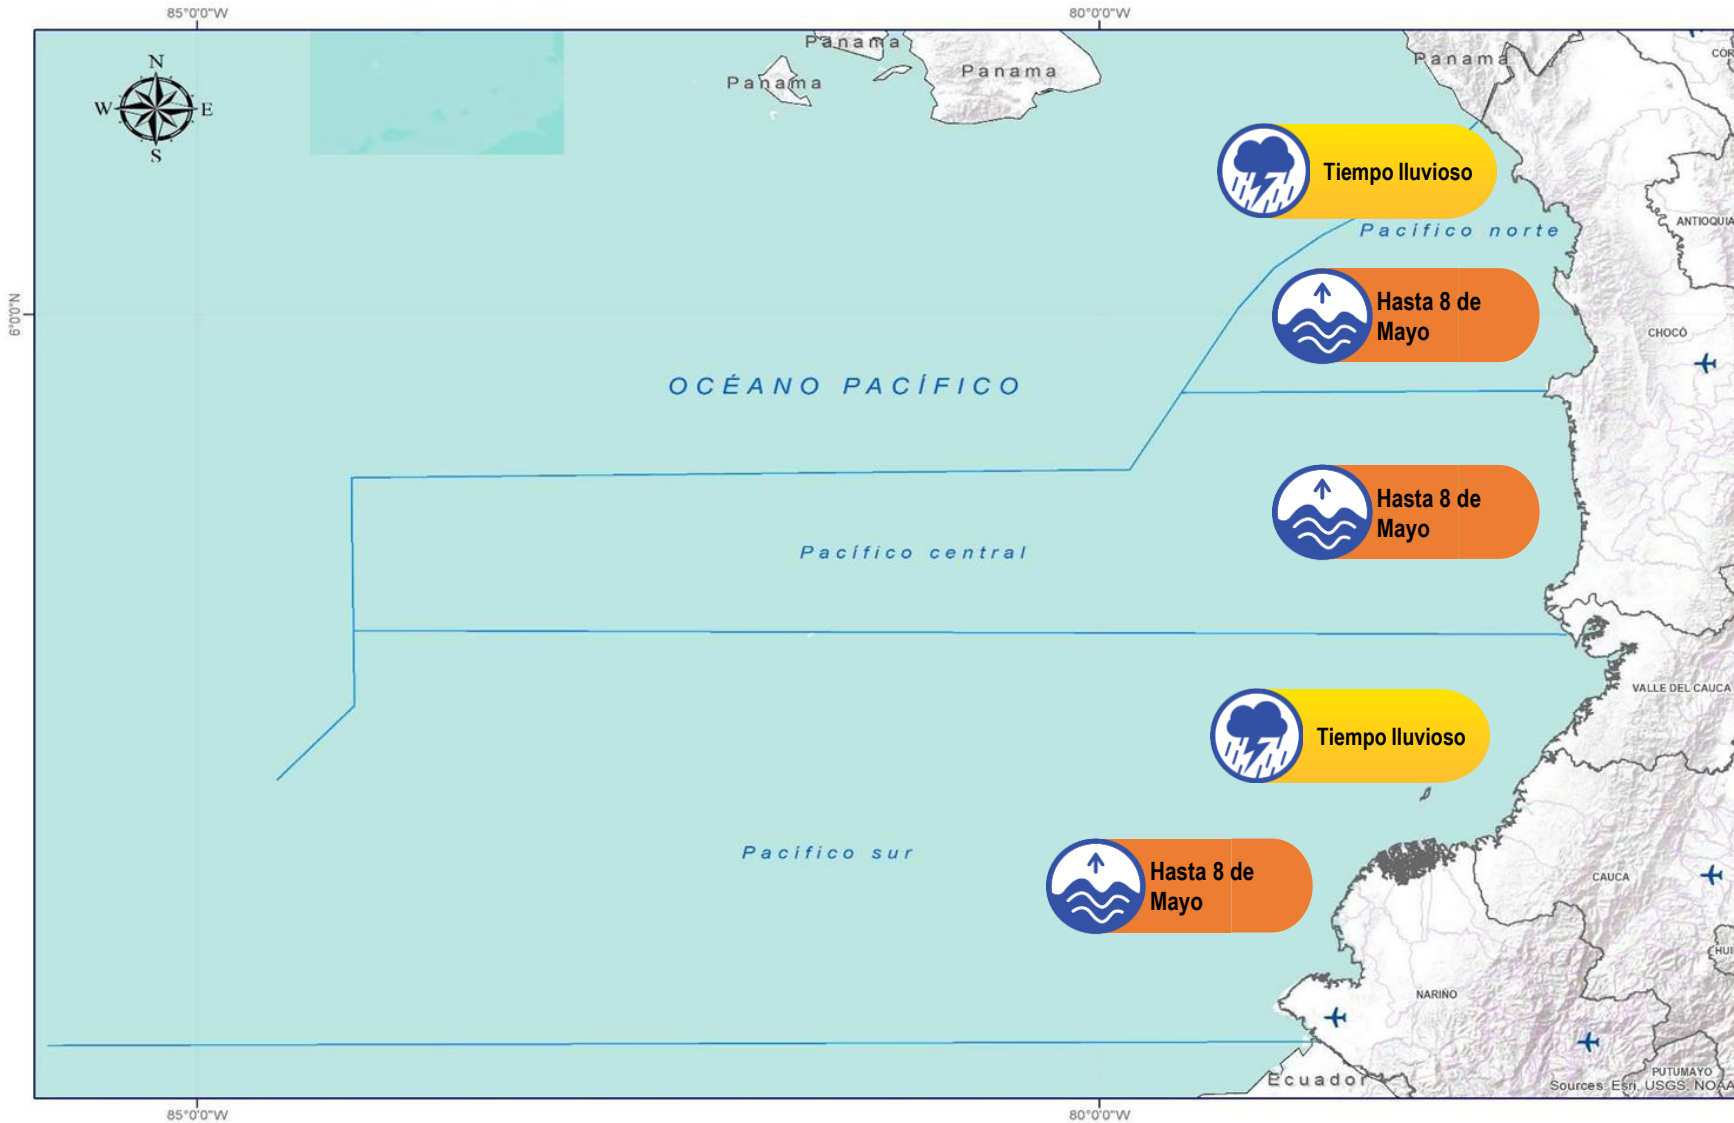 85°0'0"W
80°0'0"W
N
W
E
S
Panama
Panama
Panama
Panama
Tiempo lluvioso
ANTIOQUIA
Pacífico norte
6°0'0"N
Hasta 8 de
Mayo
CHOCÓ
OCÉANO PACÍFICO
Hasta 8 de
Mayo
Pacífico central
VALLE DEL CAUCA
Tiempo lluvioso
Pacífico sur
Hasta 8 de
Mayo
CAUCA
HUI
NARIÑO
PUTUMAYO
Ecuador
Sources: Esri, USGS, NOAA
85°0'0"W
80°0'0"W